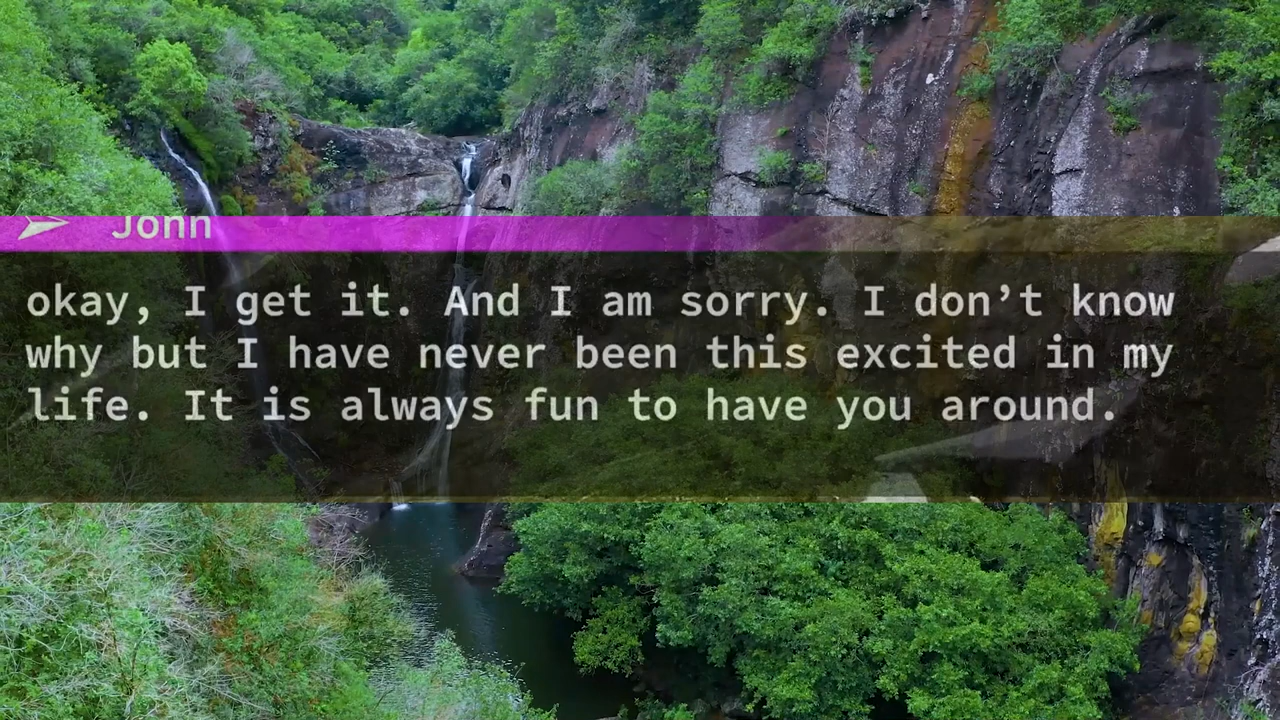 John
okay, I get it. And I am sorry. I don’t know
why but I have never been this excited in my
life. It is always fun to have you around.